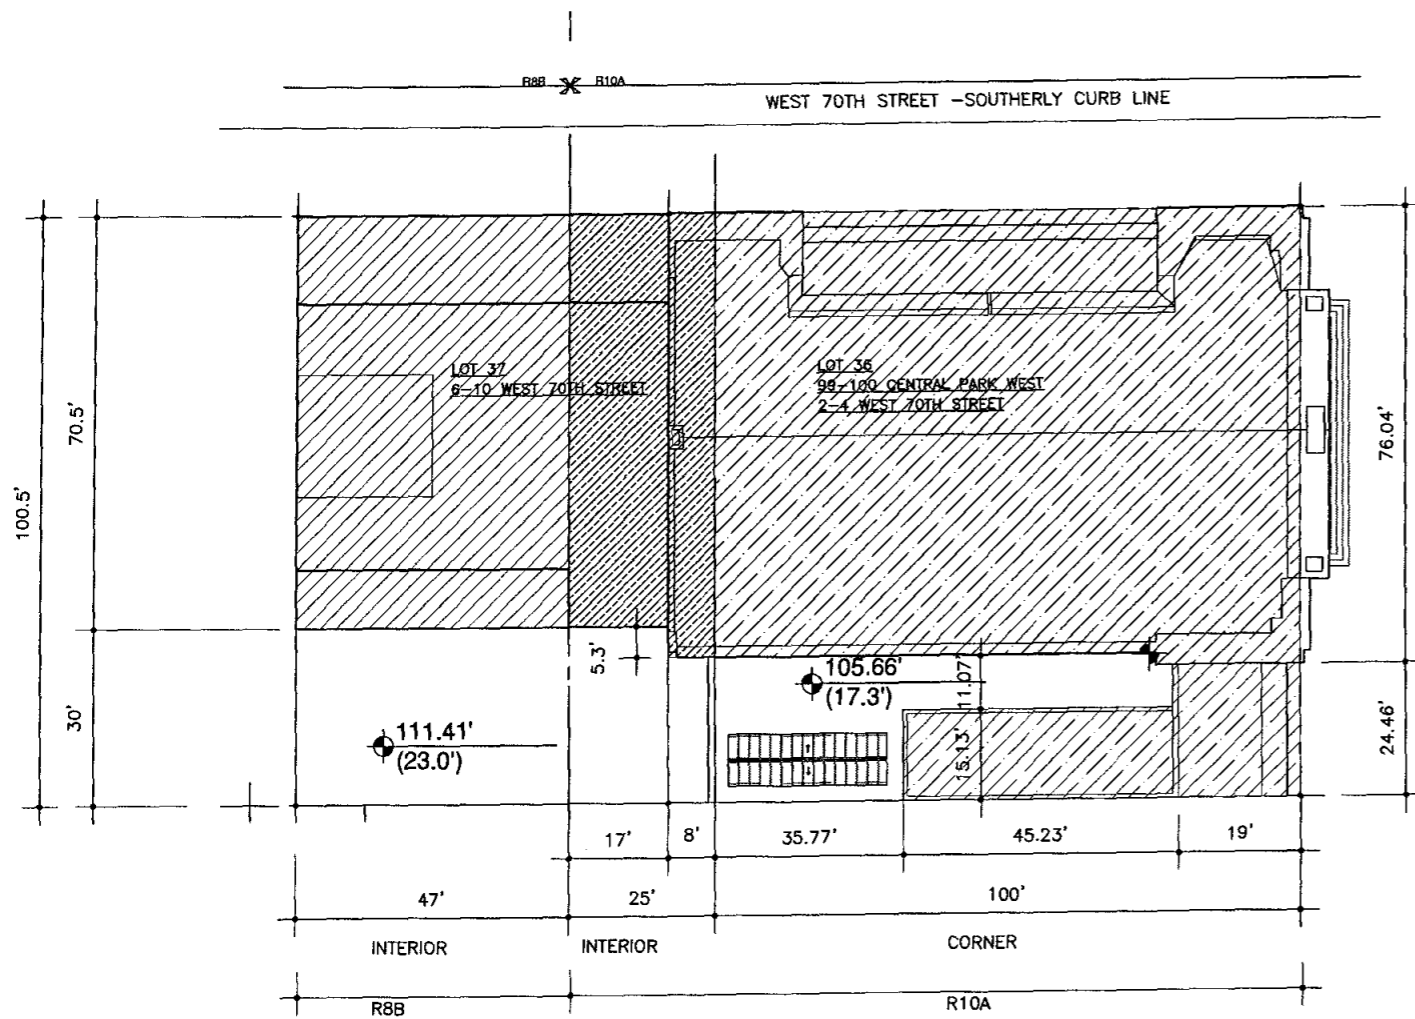 R8B R10A
WEST 70TH STREET -SOUTHERLY CURB LINE
LOT 37
6-10 WEST 70TH STREET
LOT 36
99-100 CENTRAL PARK WEST
2-4 WEST 70TH STREET
100.5'
70.5'
30'
76.04'
24.46'
5.3'
105.66'
(17.3')
11.07'
15.13'
111.41'
(23.0')
17' 8' 35.77' 45.23' 19'
47' 25' 100'
INTERIOR INTERIOR CORNER
R8B R10A